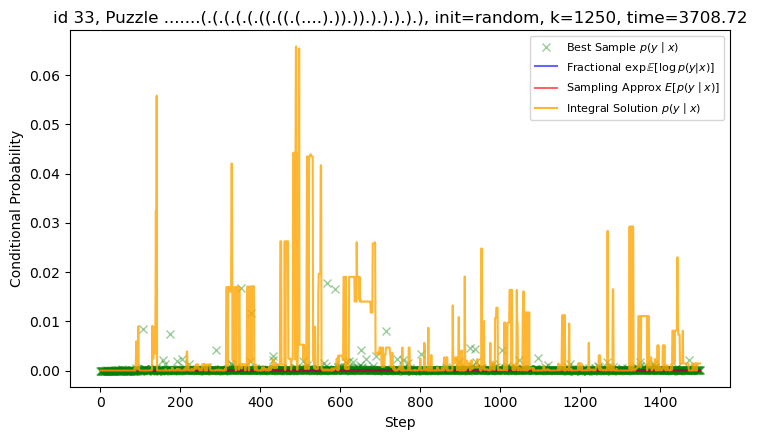 id 33, Puzzle .......(.(.(.(.(.((.((.(....).)).)).).).).).), init=random, k=1250, time=3708.72
Best Sample p(y | x)
Fractional exp𝔼[log p(y|x)]
Sampling Approx E[p(y | x)]
Integral Solution p(y | x)
Conditional Probability
0.06
0.05
0.04
0.03
0.02
0.01
0.00
0 200 400 600 800 1000 1200 1400
Step